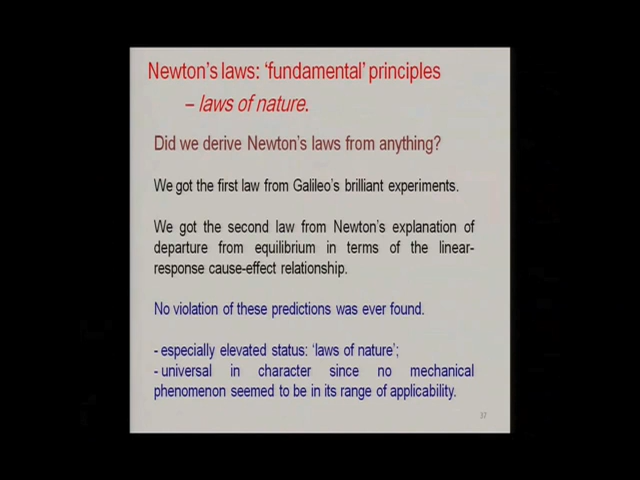 Newton's laws: 'fundamental' principles
– laws of nature.
Did we derive Newton's laws from anything?
We got the first law from Galileo's brilliant experiments.
We got the second law from Newton's explanation of
departure from equilibrium in terms of the linear-
response cause-effect relationship.
No violation of these predictions was ever found.
- especially elevated status: 'laws of nature';
- universal in character since no mechanical
phenomenon seemed to be in its range of applicability.
37